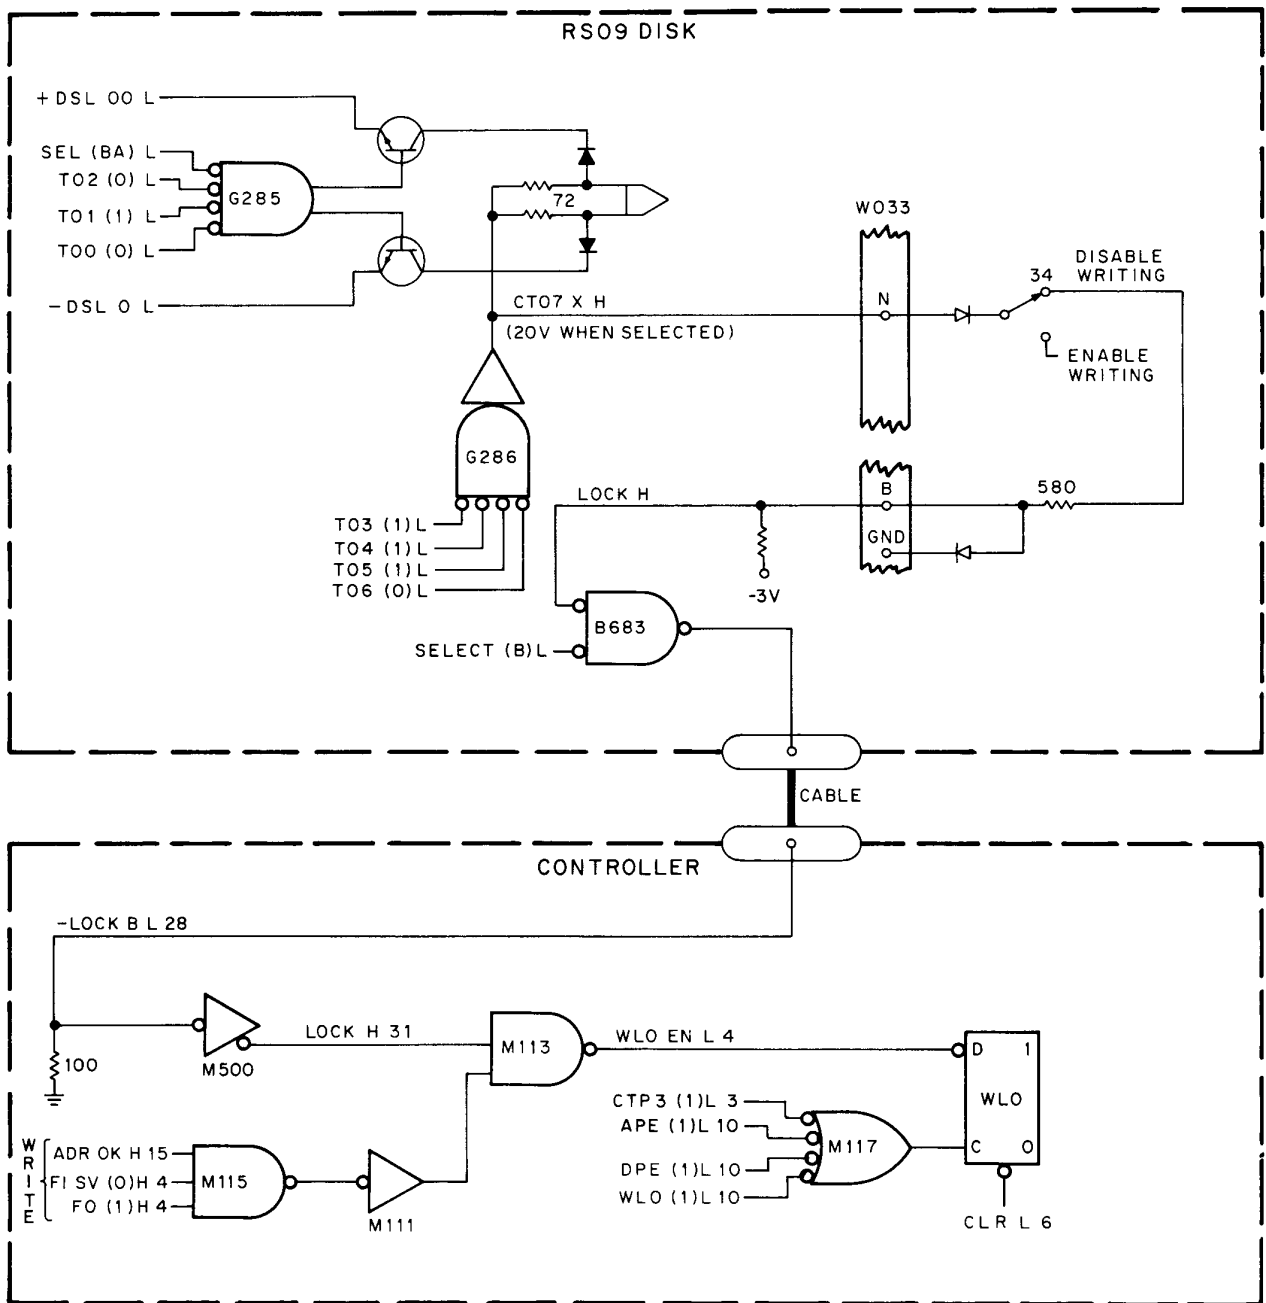 RS09 DISK
+ DSL 00 L
SEL (BA) L
T02 (0) L
T01 (1) L
T00 (0) L
G285
- DSL 0 L
72
CT07 X H
(20V WHEN SELECTED)
W033
N
34
DISABLE
WRITING
ENABLE
WRITING
G286
T03 (1) L
T04 (1) L
T05 (1) L
T06 (0) L
LOCK H
B
580
GND
-3V
B683
SELECT (B) L
CABLE
CONTROLLER
-LOCK B L 28
LOCK H 31
M500
100
M113
WLO EN L 4
D 1
WLO
C 0
CTP3 (1) L 3
APE (1) L 10
DPE (1) L 10
WLO (1) L 10
M117
WRITE
ADR OK H 15
F1 SV (0) H 4
F0 (1) H 4
M115
M111
CLR L 6